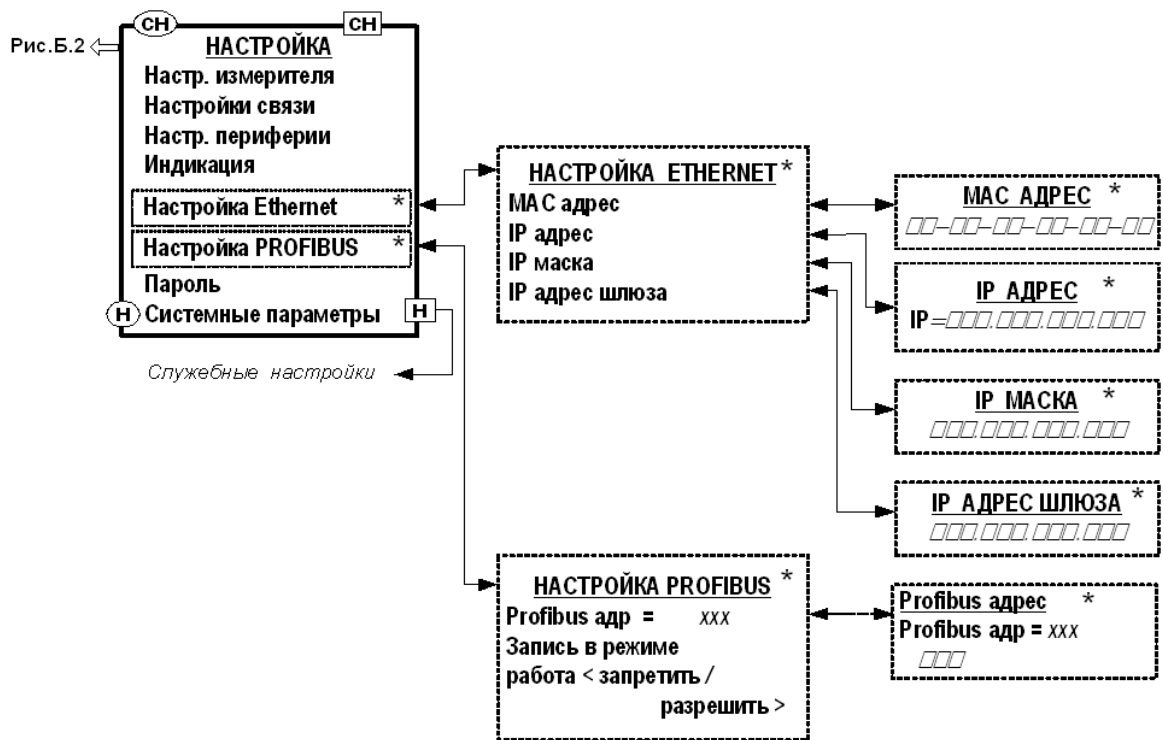 Рис.Б.2
СН
СН
НАСТРОЙКА
Настр. измерителя
Настройки связи
Настр. периферии
Индикация
Настройка Ethernet *
Настройка PROFIBUS *
Пароль
Н Системные параметры Н
Служебные настройки
НАСТРОЙКА ETHERNET *
MAC адрес
IP адрес
IP маска
IP адрес шлюза
MAC АДРЕС *
□□–□□–□□–□□–□□–□□
IP АДРЕС *
IP=□□□.□□□.□□□.□□□
IP МАСКА *
□□□.□□□.□□□.□□□
IP АДРЕС ШЛЮЗА *
□□□.□□□.□□□.□□□
НАСТРОЙКА PROFIBUS *
Profibus адр = xxx
Запись в режиме
работа < запретить /
разрешить >
Profibus адрес *
Profibus адр = xxx
□□□